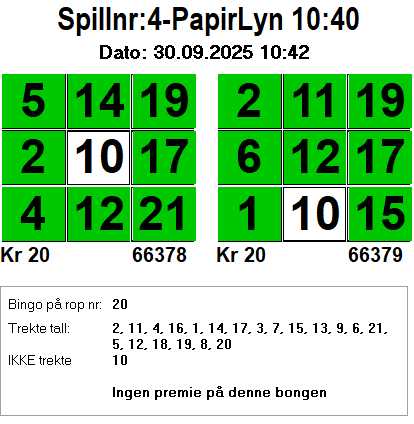 Spillnr:4-PapirLyn 10:40
Dato: 30.09.2025 10:42
5 14 19 2 11 19
2 10 17 6 12 17
4 12 21 1 10 15
Kr 20 66378 Kr 20 66379
Bingo på rop nr: 20
Trekte tall: 2, 11, 4, 16, 1, 14, 17, 3, 7, 15, 13, 9, 6, 21,
5, 12, 18, 19, 8, 20
IKKE trekte 10
Ingen premie på denne bongen